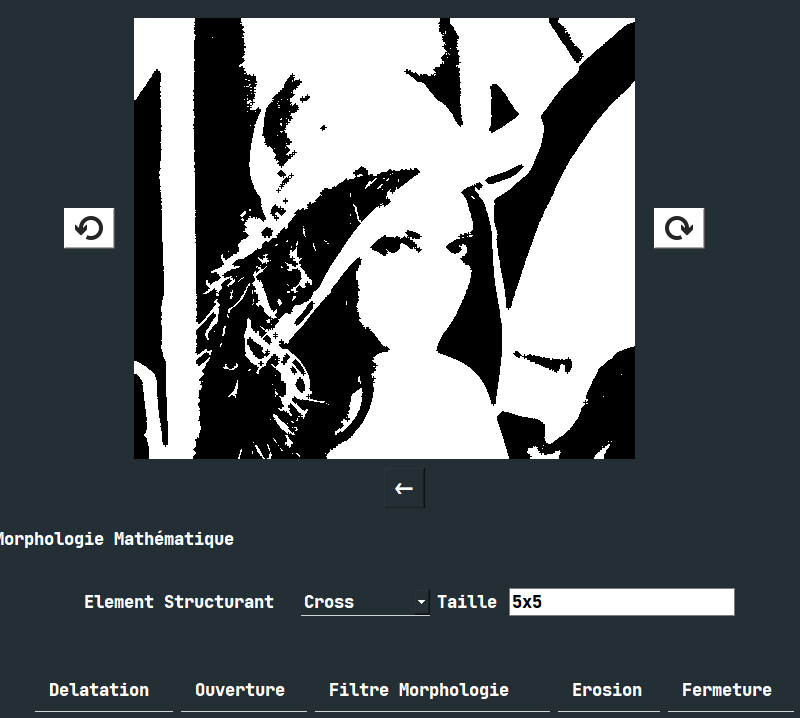 Morphologie Mathématique
Element Structurant Cross Taille 5x5
Delatation Ouverture Filtre Morphologie Erosion Fermeture